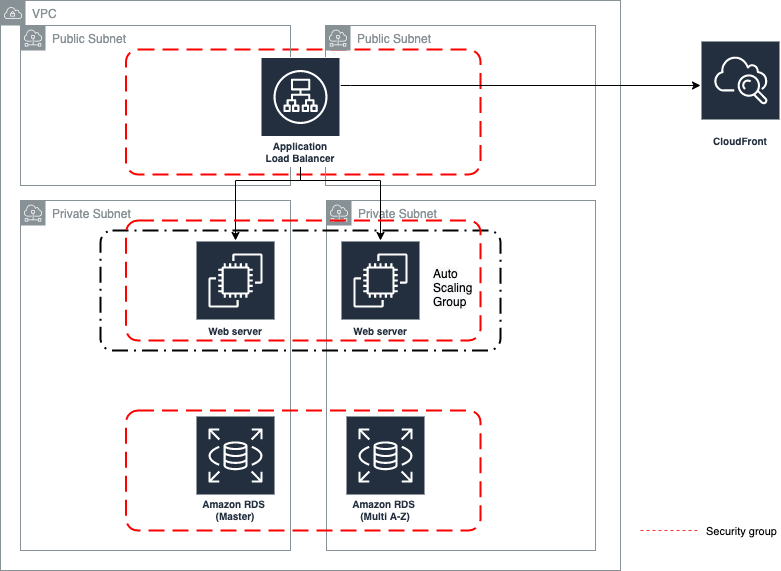 VPC
Public Subnet
Public Subnet
Application
Load Balancer
CloudFront
Private Subnet
Private Subnet
Auto
Scaling
Group
Web server
Web server
Amazon RDS
(Master)
Amazon RDS
(Multi A-Z)
Security group